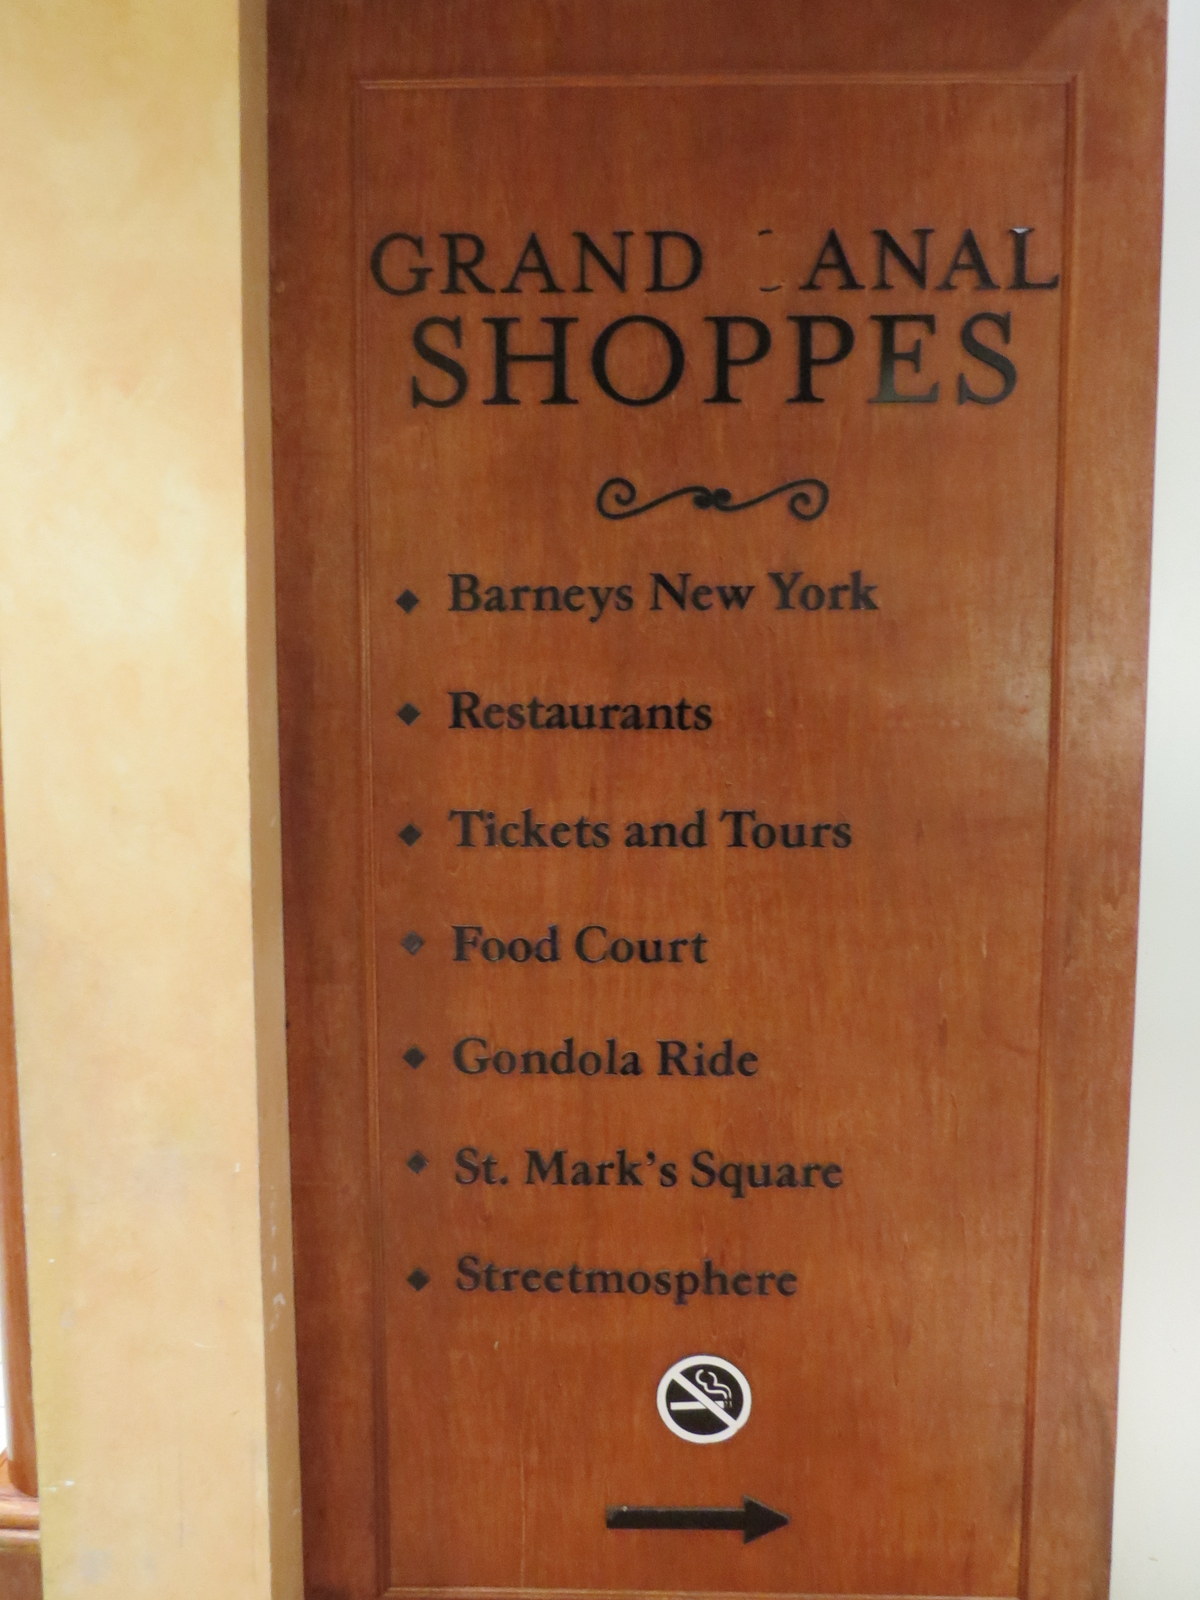 GRAND ANAL
SHOPPES
Barneys New York
Restaurants
Tickets and Tours
Food Court
Gondola Ride
St. Mark's Square
Streetmosphere